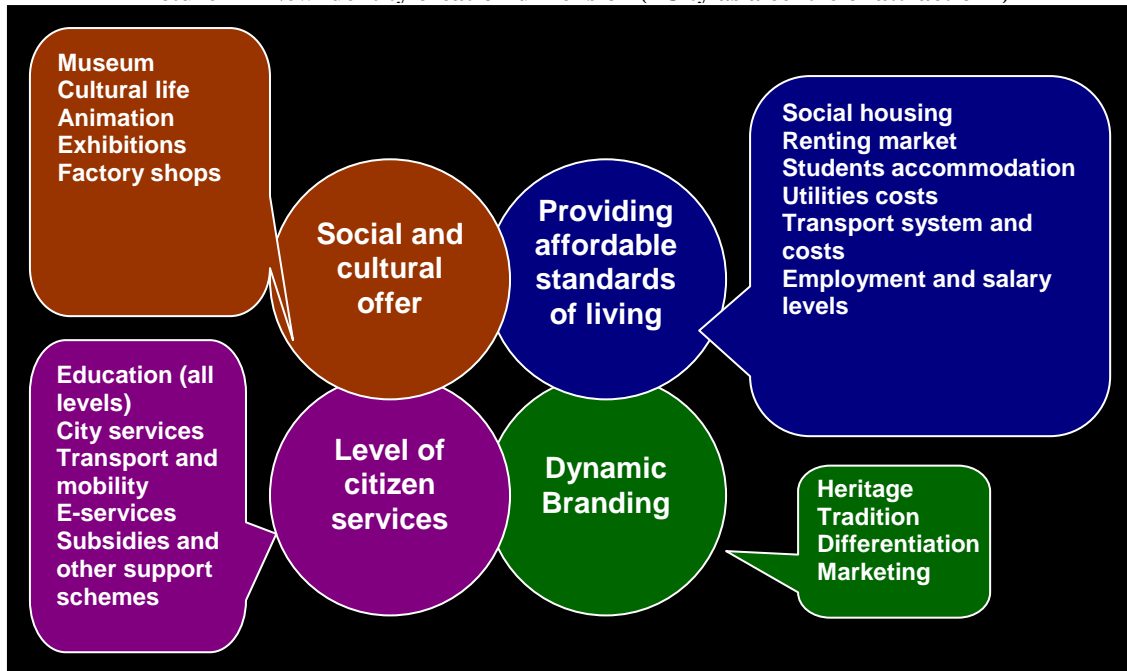 Museum
Cultural life
Animation
Exhibitions
Factory shops
Social and
cultural
offer
Providing
affordable
standards
of living
Social housing
Renting market
Students accommodation
Utilities costs
Transport system and
costs
Employment and salary
levels
Education (all
levels)
City services
Transport and
mobility
E-services
Subsidies and
other support
schemes
Level of
citizen
services
Dynamic
Branding
Heritage
Tradition
Differentiation
Marketing